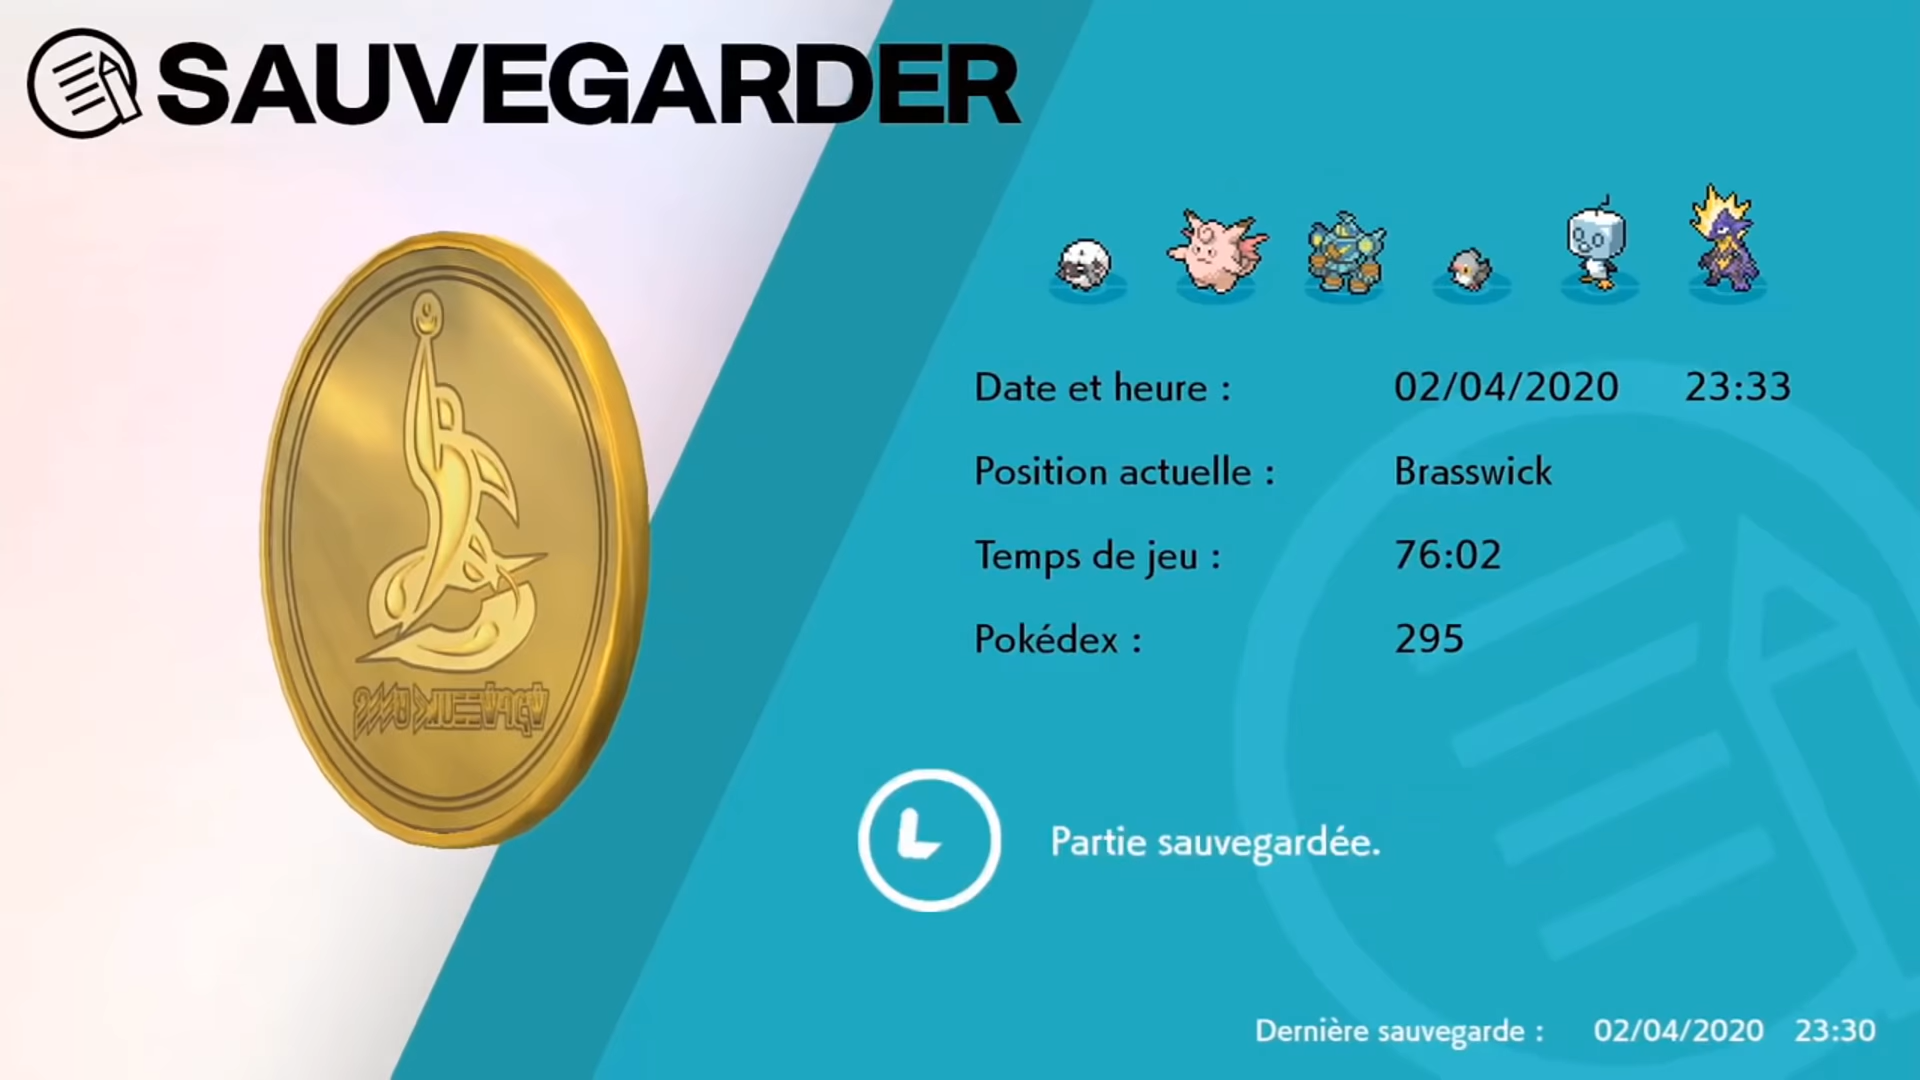 SAUVEGARDER
Date et heure : 02/04/2020 23:33
Position actuelle : Brasswick
Temps de jeu : 76:02
Pokédex : 295
Partie sauvegardée.
Dernière sauvegarde : 02/04/2020 23:30